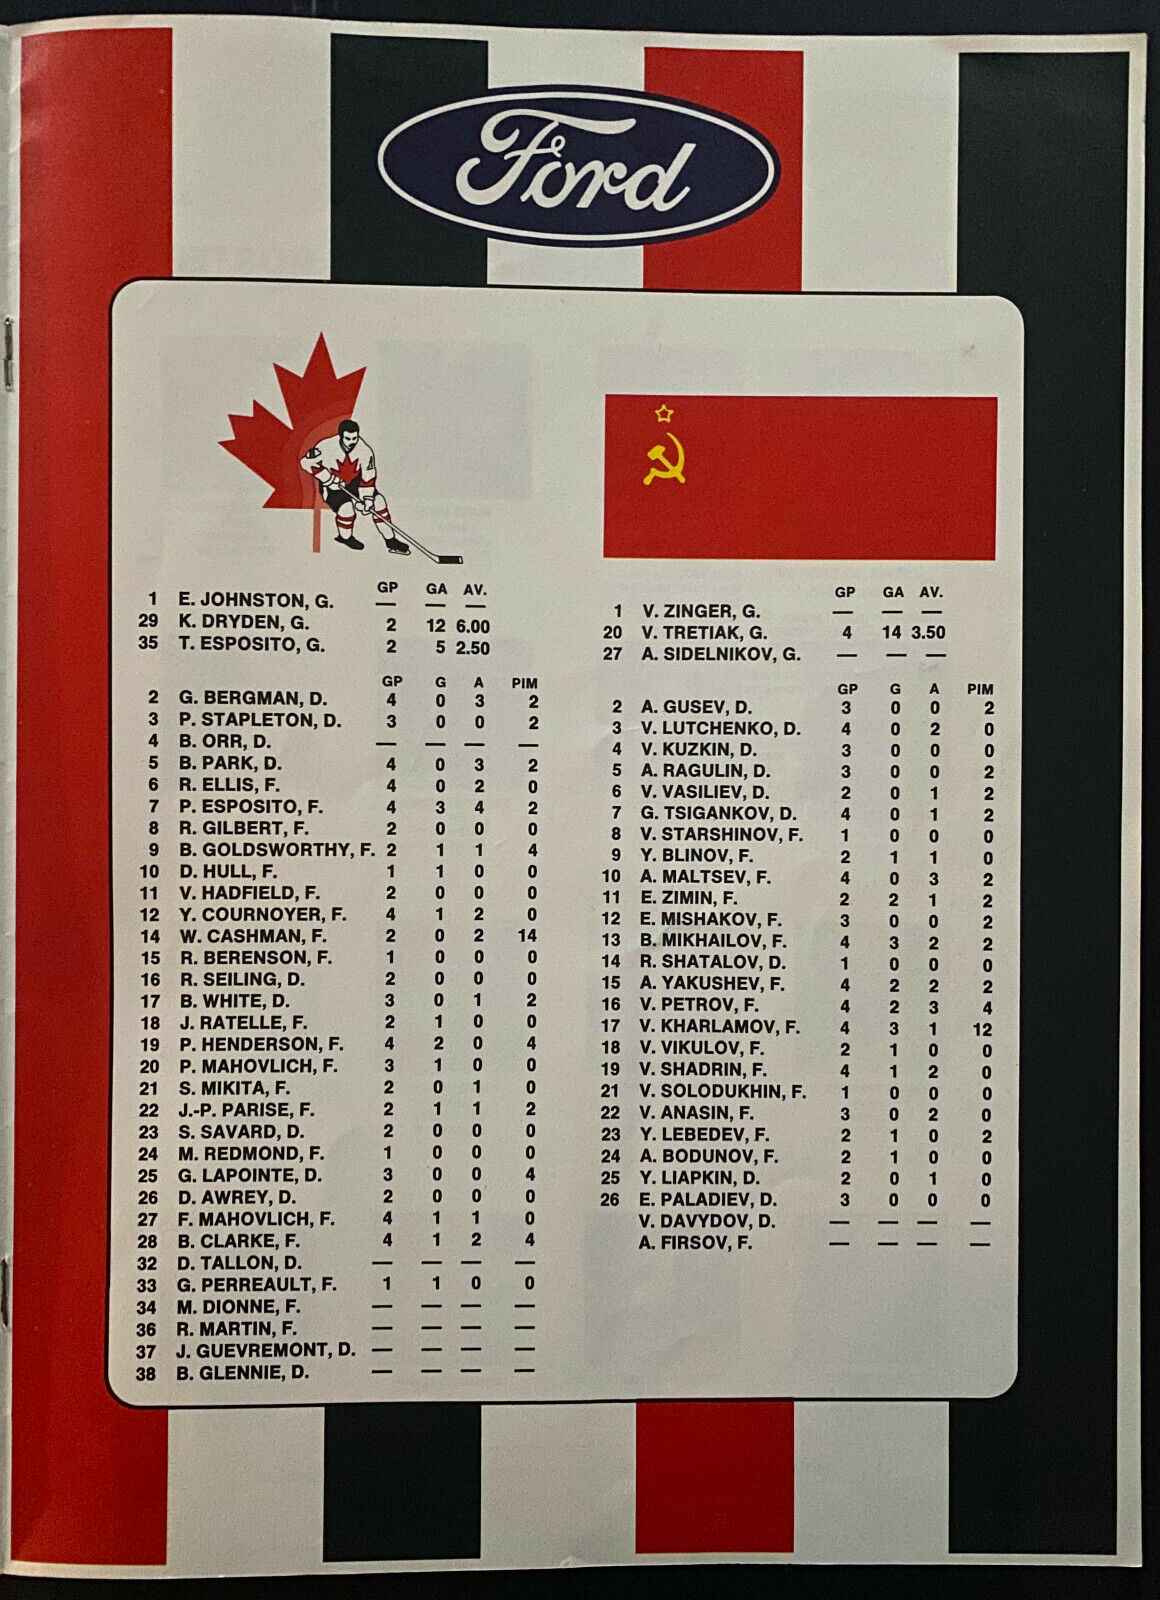 Ford
GP GA AV.
1 E. JOHNSTON, G. — — —
29 K. DRYDEN, G. 2 12 6.00
35 T. ESPOSITO, G. 2 5 2.50
GP G A PIM
2 G. BERGMAN, D. 4 0 3 2
3 P. STAPLETON, D. 3 0 0 2
4 B. ORR, D. — — — —
5 B. PARK, D. 4 0 3 2
6 R. ELLIS, F. 4 0 2 0
7 P. ESPOSITO, F. 4 3 4 2
8 R. GILBERT, F. 2 0 0 0
9 B. GOLDSWORTHY, F. 2 1 1 4
10 D. HULL, F. 1 1 0 0
11 V. HADFIELD, F. 2 0 0 0
12 Y. COURNOYER, F. 4 1 2 0
14 W. CASHMAN, F. 2 0 2 14
15 R. BERENSON, F. 1 0 0 0
16 R. SEILING, D. 2 0 0 0
17 B. WHITE, D. 3 0 1 2
18 J. RATELLE, F. 2 1 0 0
19 P. HENDERSON, F. 4 2 0 4
20 P. MAHOVLICH, F. 3 1 0 0
21 S. MIKITA, F. 2 0 1 0
22 J.-P. PARISE, F. 2 1 1 2
23 S. SAVARD, D. 2 0 0 0
24 M. REDMOND, F. 1 0 0 0
25 G. LAPOINTE, D. 3 0 0 4
26 D. AWREY, D. 2 0 0 0
27 F. MAHOVLICH, F. 4 1 1 0
28 B. CLARKE, F. 4 1 2 4
32 D. TALLON, D. — — — —
33 G. PERREAULT, F. 1 1 0 0
34 M. DIONNE, F. — — — —
36 R. MARTIN, F. — — — —
37 J. GUEVREMONT, D. — — — —
38 B. GLENNIE, D. — — — —
GP GA AV.
1 V. ZINGER, G. — — —
20 V. TRETIAK, G. 4 14 3.50
27 A. SIDELNIKOV, G. — — —
GP G A PIM
2 A. GUSEV, D. 3 0 0 2
3 V. LUTCHENKO, D. 4 0 2 0
4 V. KUZKIN, D. 3 0 0 0
5 A. RAGULIN, D. 3 0 0 2
6 V. VASILIEV, D. 2 0 1 2
7 G. TSIGANKOV, D. 4 0 1 2
8 V. STARSHINOV, F. 1 0 0 0
9 Y. BLINOV, F. 2 1 1 0
10 A. MALTSEV, F. 4 0 3 2
11 E. ZIMIN, F. 2 2 1 2
12 E. MISHAKOV, F. 3 0 0 2
13 B. MIKHAILOV, F. 4 3 2 2
14 R. SHATALOV, D. 1 0 0 0
15 A. YAKUSHEV, F. 4 2 2 2
16 V. PETROV, F. 4 2 3 4
17 V. KHARLAMOV, F. 4 3 1 12
18 V. VIKULOV, F. 2 1 0 0
19 V. SHADRIN, F. 4 1 2 0
21 V. SOLODUKHIN, F. 1 0 0 0
22 V. ANASIN, F. 3 0 2 0
23 Y. LEBEDEV, F. 2 1 0 2
24 A. BODUNOV, F. 2 1 0 0
25 Y. LIAPKIN, D. 2 0 1 0
26 E. PALADIEV, D. 3 0 0 0
V. DAVYDOV, D. — — — —
A. FIRSOV, F. — — — —